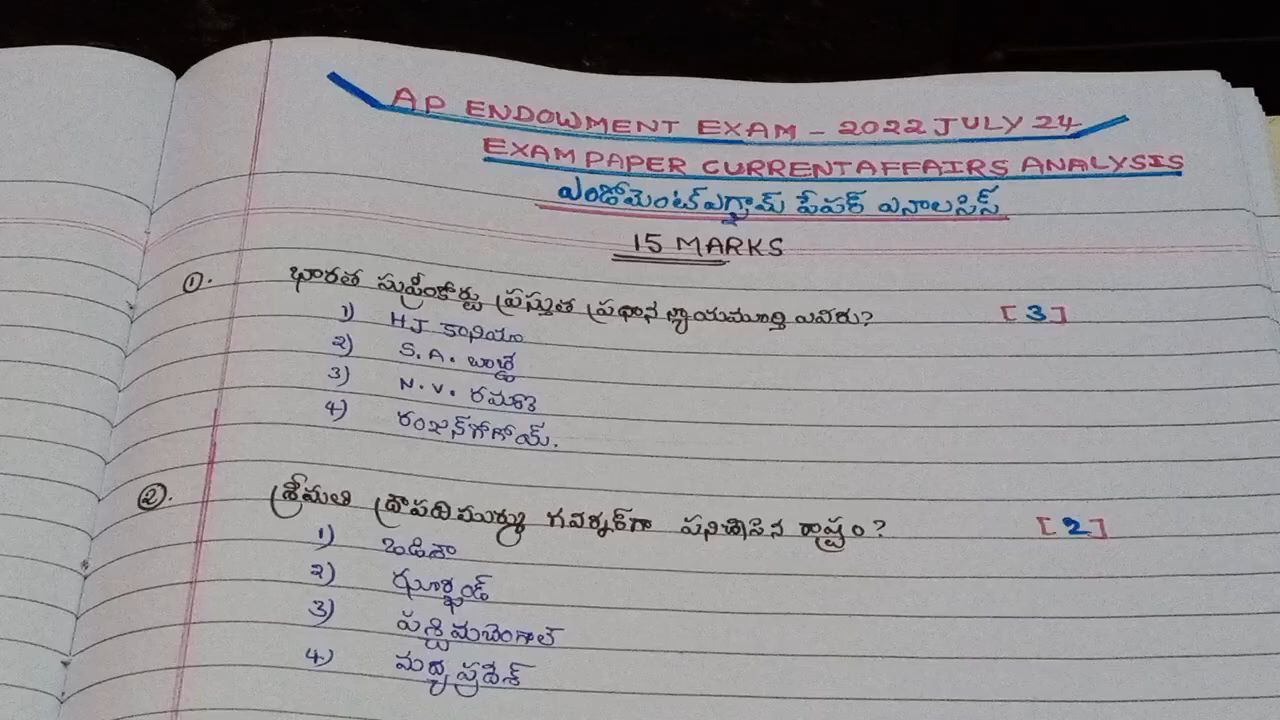 AP ENDOWMENT EXAM - 2022 JULY 24
EXAM PAPER CURRENT AFFAIRS ANALYSIS
ఎండోమెంట్ ఎగ్జామ్ పేపర్ ఎనాలసిస్
15 MARKS
①. భారత సుప్రీంకోర్టు ప్రస్తుత ప్రధాన న్యాయమూర్తి ఎవరు? [3]
1) HJ కానియా
2) S.A. బాబ్డే
3) N.V. రమణ
4) రంజన్ గోగోయ్.
②. శ్రీమతి ద్రౌపది ముర్ము గవర్నర్ గా పనిచేసిన రాష్ట్రం? [2]
1) ఒడిశా
2) ఝార్ఖండ్
3) పశ్చిమబెంగాల్
4) మధ్య ప్రదేశ్